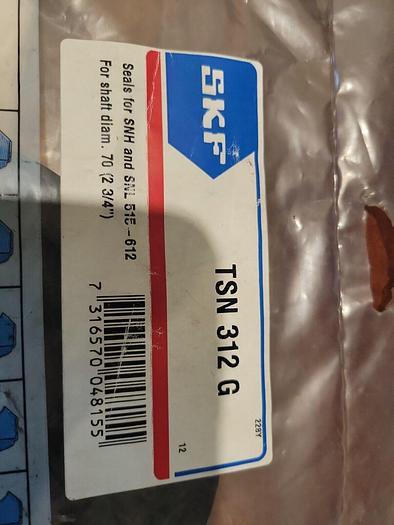 SKF
TSN 312 G
228Y
12
Seals for SNH and SNL 515-612
For shaft diam. 70 (2 3/4")
7 316570 048155